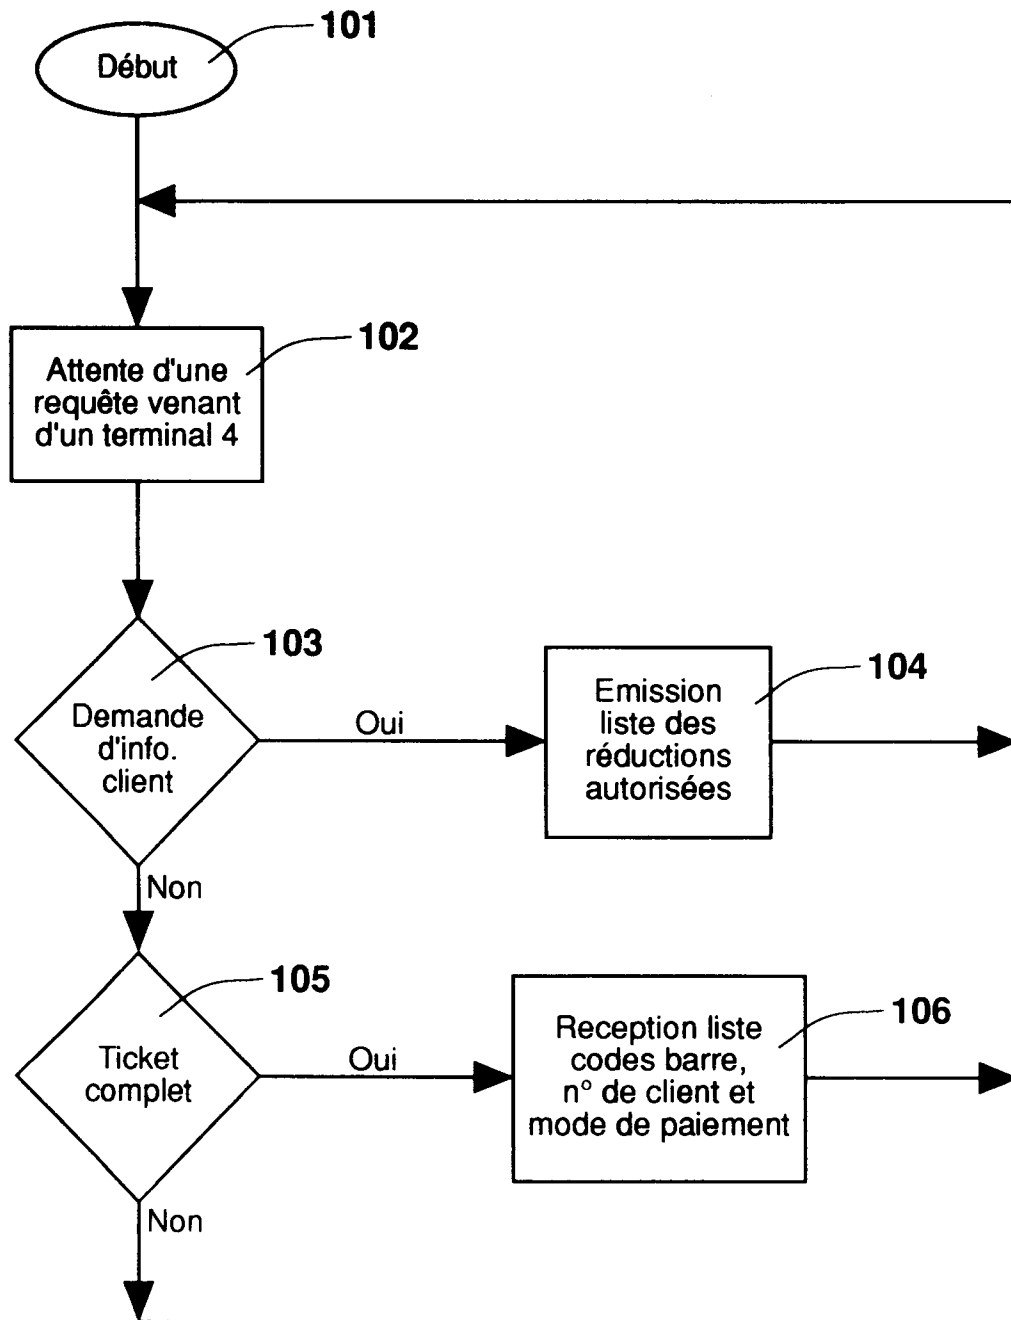 101
Début
102
Attente d'une
requête venant
d'un terminal 4
103
Demande
d'info.
client
Oui
104
Emission
liste des
réductions
autorisées
Non
105
Ticket
complet
Oui
106
Reception liste
codes barre,
n° de client et
mode de paiement
Non